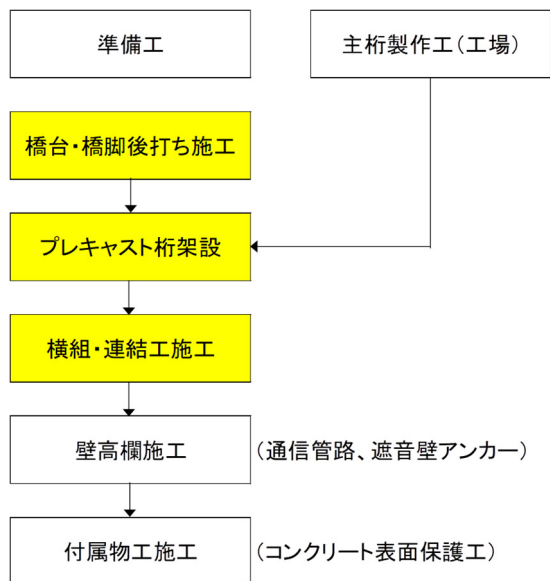 準備工
主桁製作工(工場)
橋台・橋脚後打ち施工
プレキャスト桁架設
横組・連結工施工
壁高欄施工
(通信管路、遮音壁アンカー)
付属物工施工
(コンクリート表面保護工)